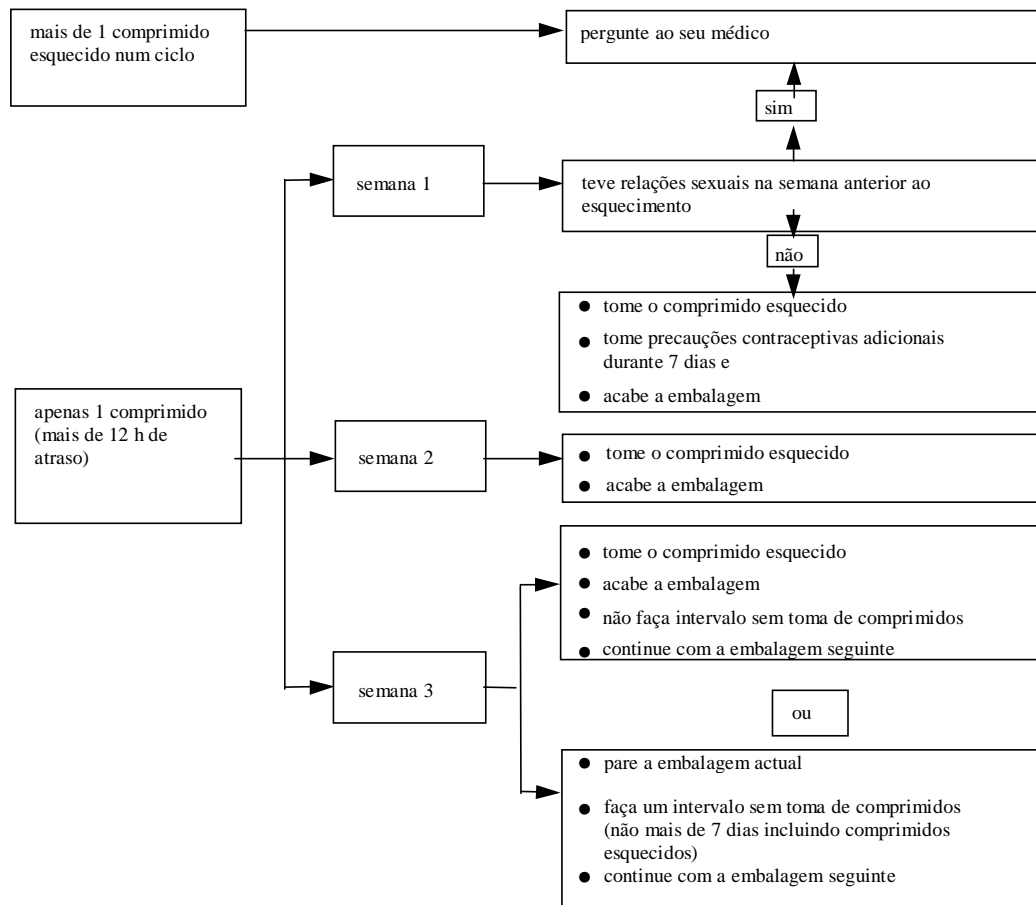 mais de 1 comprimido
esquecido num ciclo
pergunte ao seu médico
sim
semana 1
teve relações sexuais na semana anterior ao
esquecimento
não
● tome o comprimido esquecido
● tome precauções contraceptivas adicionais
durante 7 dias e
● acabe a embalagem
apenas 1 comprimido
(mais de 12 h de
atraso)
semana 2
● tome o comprimido esquecido
● acabe a embalagem
semana 3
● tome o comprimido esquecido
● acabe a embalagem
● não faça intervalo sem toma de comprimidos
● continue com a embalagem seguinte
ou
● pare a embalagem actual
● faça um intervalo sem toma de comprimidos
(não mais de 7 dias incluindo comprimidos
esquecidos)
● continue com a embalagem seguinte